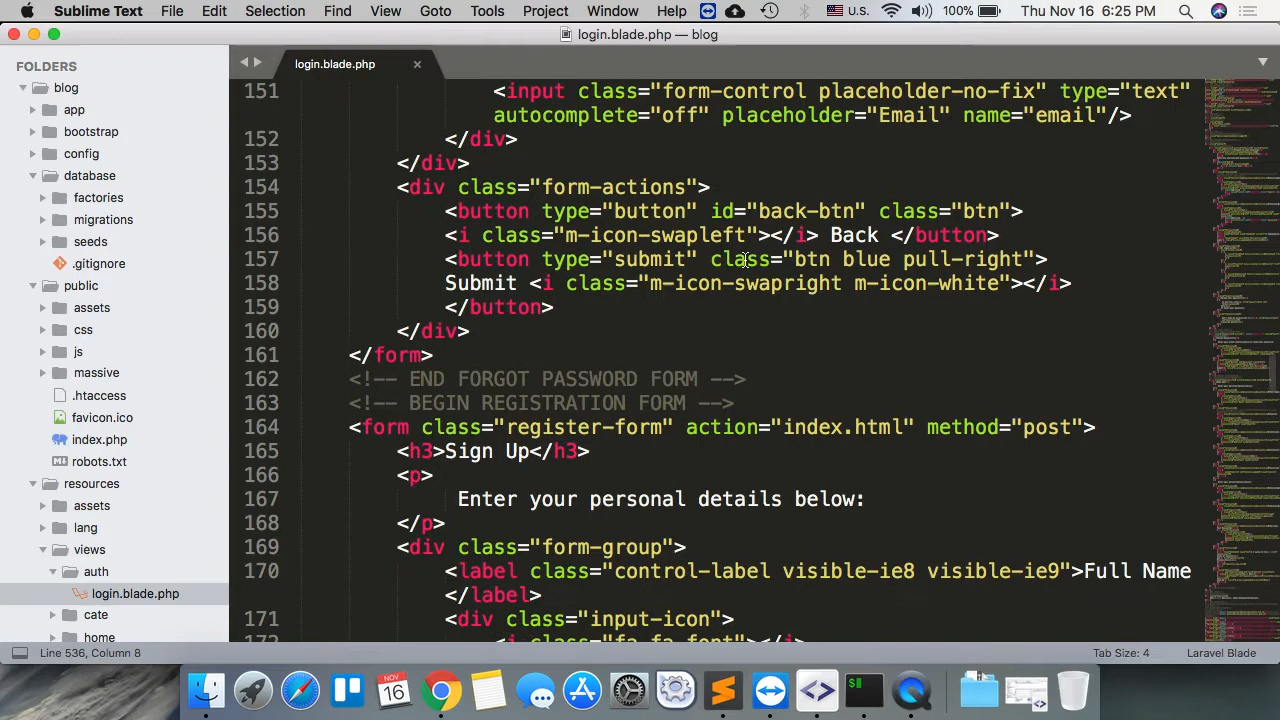 Sublime Text File Edit Selection Find View Goto Tools Project Window Help U.S. 100% Thu Nov 16 6:25 PM
login.blade.php — blog
FOLDERS
blog
app
bootstrap
config
database
factories
migrations
seeds
.gitignore
public
assets
css
js
massive
.htaccess
favicon.ico
index.php
robots.txt
resources
assets
lang
views
auth
login.blade.php
cate
home
login.blade.php
151 <input class="form-control placeholder-no-fix" type="text"
autocomplete="off" placeholder="Email" name="email"/>
152 </div>
153 </div>
154 <div class="form-actions">
155 <button type="button" id="back-btn" class="btn">
156 <i class="m-icon-swapleft"></i> Back </button>
157 <button type="submit" class="btn blue pull-right">
158 Submit <i class="m-icon-swapright m-icon-white"></i>
159 </button>
160 </div>
161 </form>
162 <!-- END FORGOT PASSWORD FORM -->
163 <!-- BEGIN REGISTRATION FORM -->
164 <form class="register-form" action="index.html" method="post">
165 <h3>Sign Up</h3>
166 <p>
167 Enter your personal details below:
168 </p>
169 <div class="form-group">
170 <label class="control-label visible-ie8 visible-ie9">Full Name
</label>
171 <div class="input-icon">
172 <i class="fa fa-font"></i>
Line 536, Column 8 Tab Size: 4 Laravel Blade
NOV
16